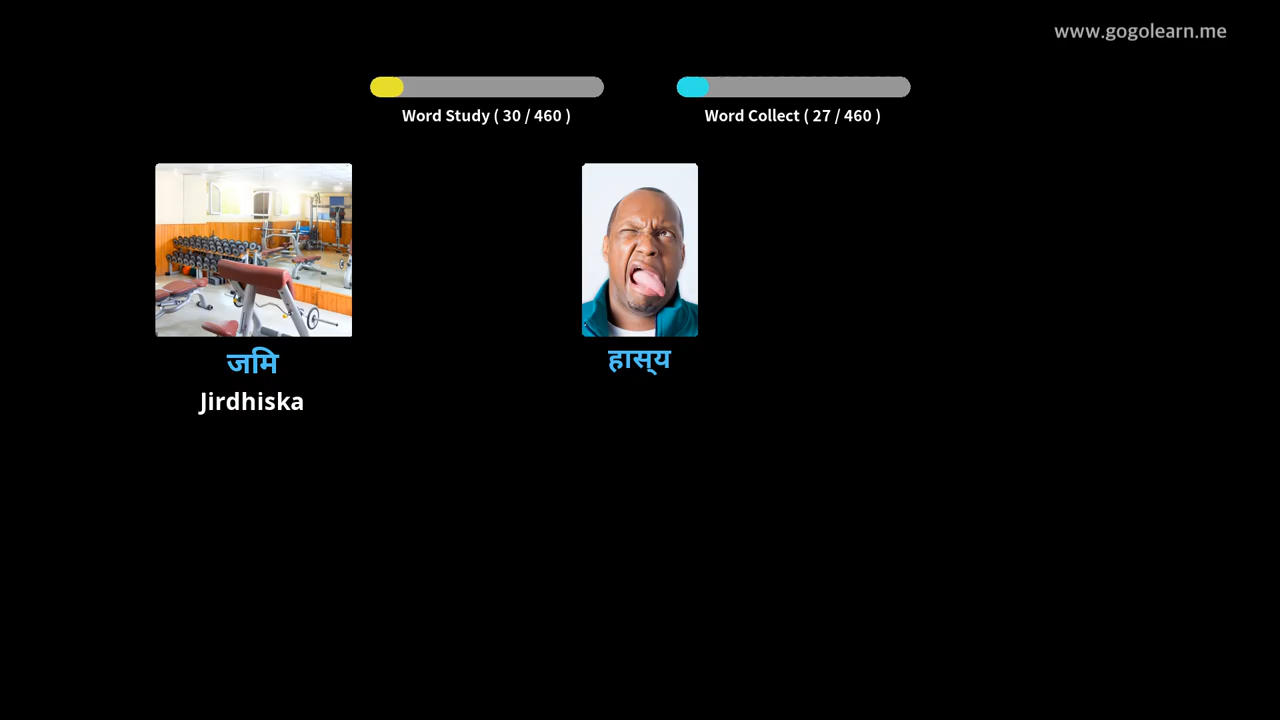 www.gogolearn.me
Word Study ( 30 / 460 )
Word Collect ( 27 / 460 )
जमि
हास्य
Jirdhiska